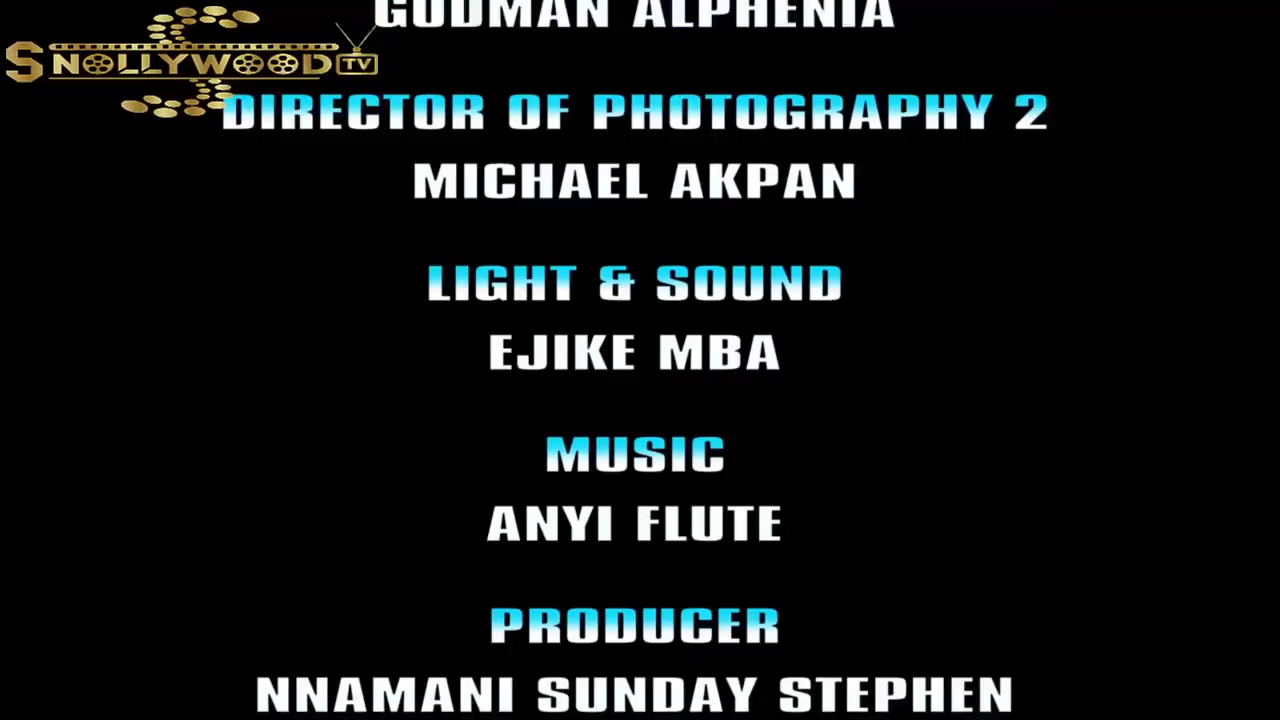 GODMAN ALPHENIA
SNOLLYWOOD TV
DIRECTOR OF PHOTOGRAPHY 2
MICHAEL AKPAN
LIGHT & SOUND
EJIKE MBA
MUSIC
ANYI FLUTE
PRODUCER
NNAMANI SUNDAY STEPHEN